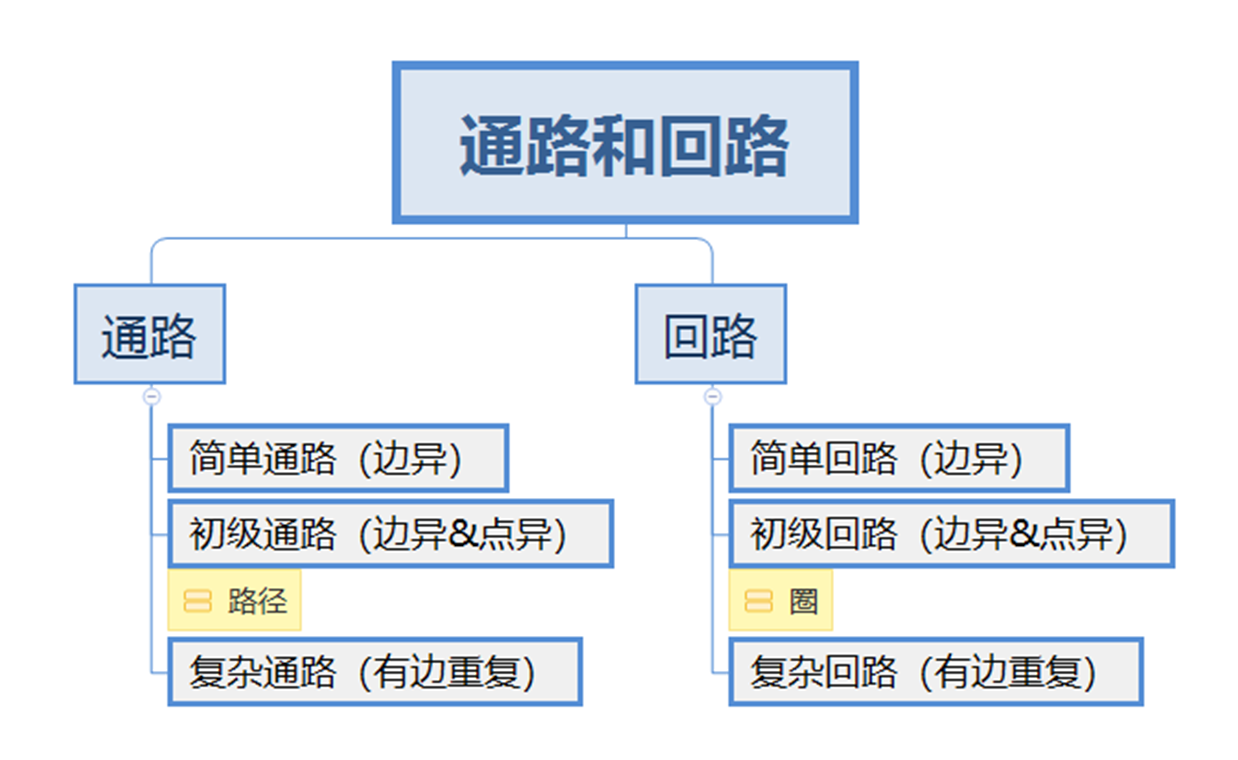 通路和回路
通路
简单通路（边异）
初级通路（边异&点异）
路径
复杂通路（有边重复）
回路
简单回路（边异）
初级回路（边异&点异）
圈
复杂回路（有边重复）